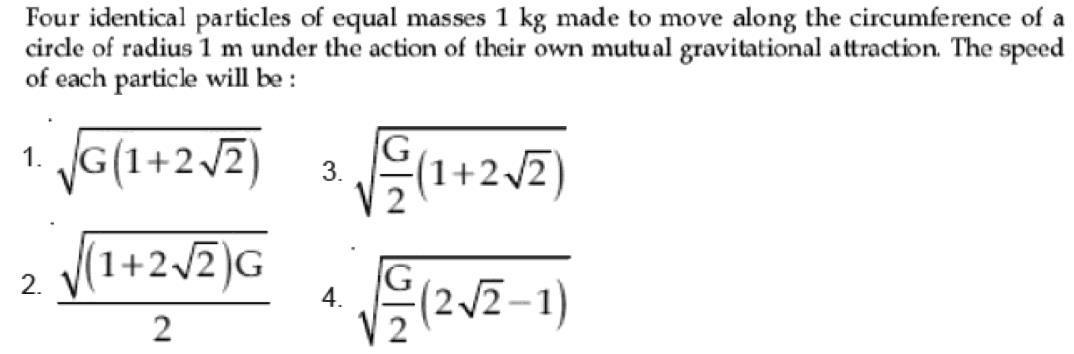 Four identical particles of equal masses 1 kg made to move along the circumference of a
circle of radius 1 m under the action of their own mutual gravitational attraction. The speed
of each particle will be :
1. √(G(1+2√2))
3. √(G/2 (1+2√2))
2. √((1+2√2)G) / 2
4. √(G/2 (2√2−1))